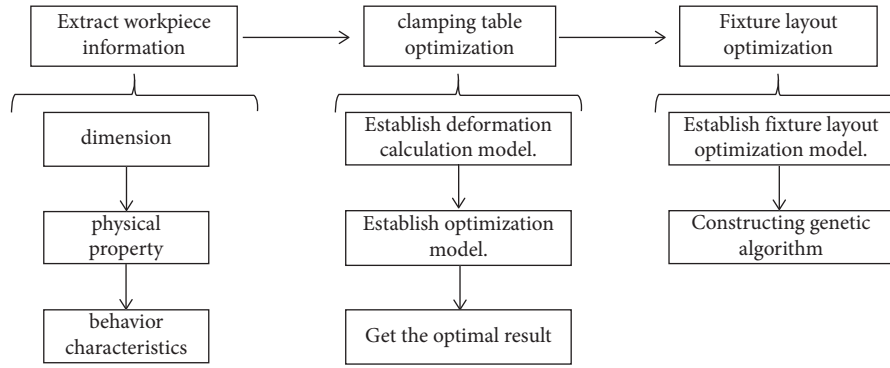 Extract workpiece
information
clamping table
optimization
Fixture layout
optimization
dimension
physical
property
behavior
characteristics
Establish deformation
calculation model.
Establish optimization
model.
Get the optimal result
Establish fixture layout
optimization model.
Constructing genetic
algorithm